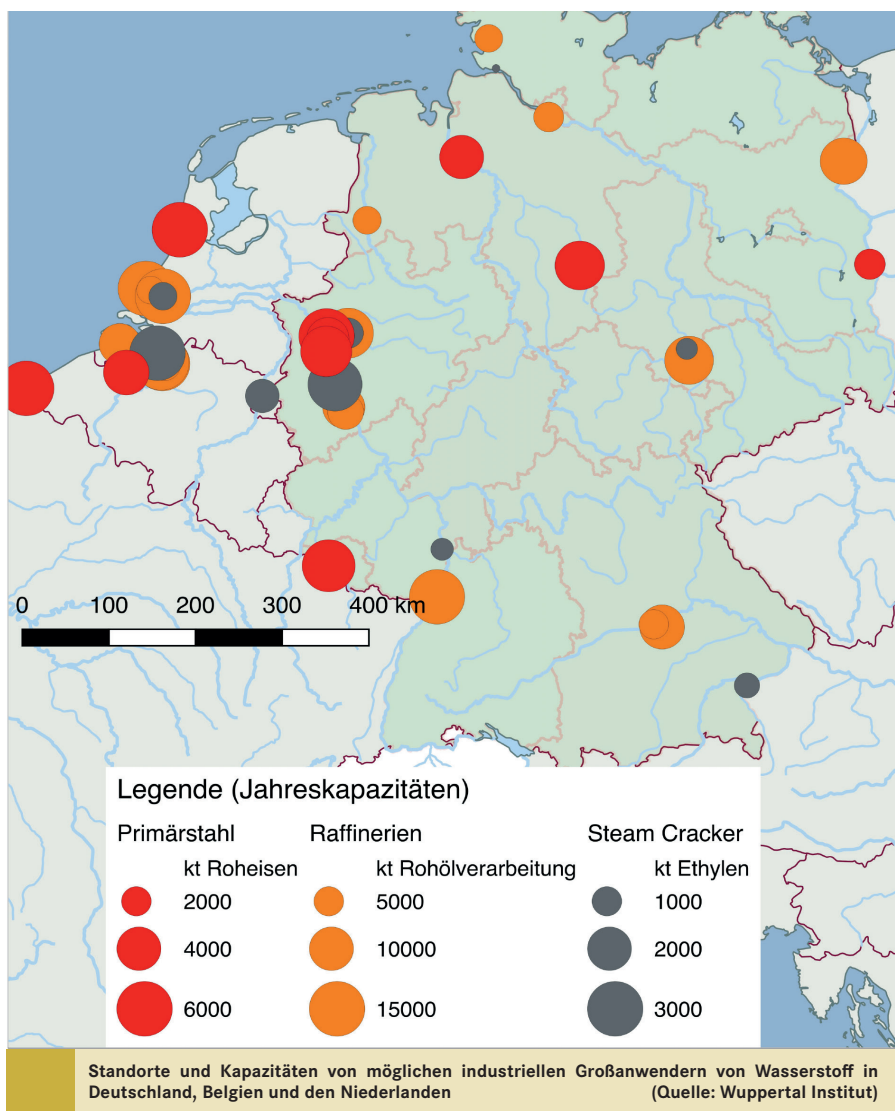 0 100 200 300 400 km
Legende (Jahreskapazitäten)
Primärstahl Raffinerien Steam Cracker
kt Roheisen kt Rohölverarbeitung kt Ethylen
2000 5000 1000
4000 10000 2000
6000 15000 3000
Standorte und Kapazitäten von möglichen industriellen Großanwendern von Wasserstoff in
Deutschland, Belgien und den Niederlanden (Quelle: Wuppertal Institut)